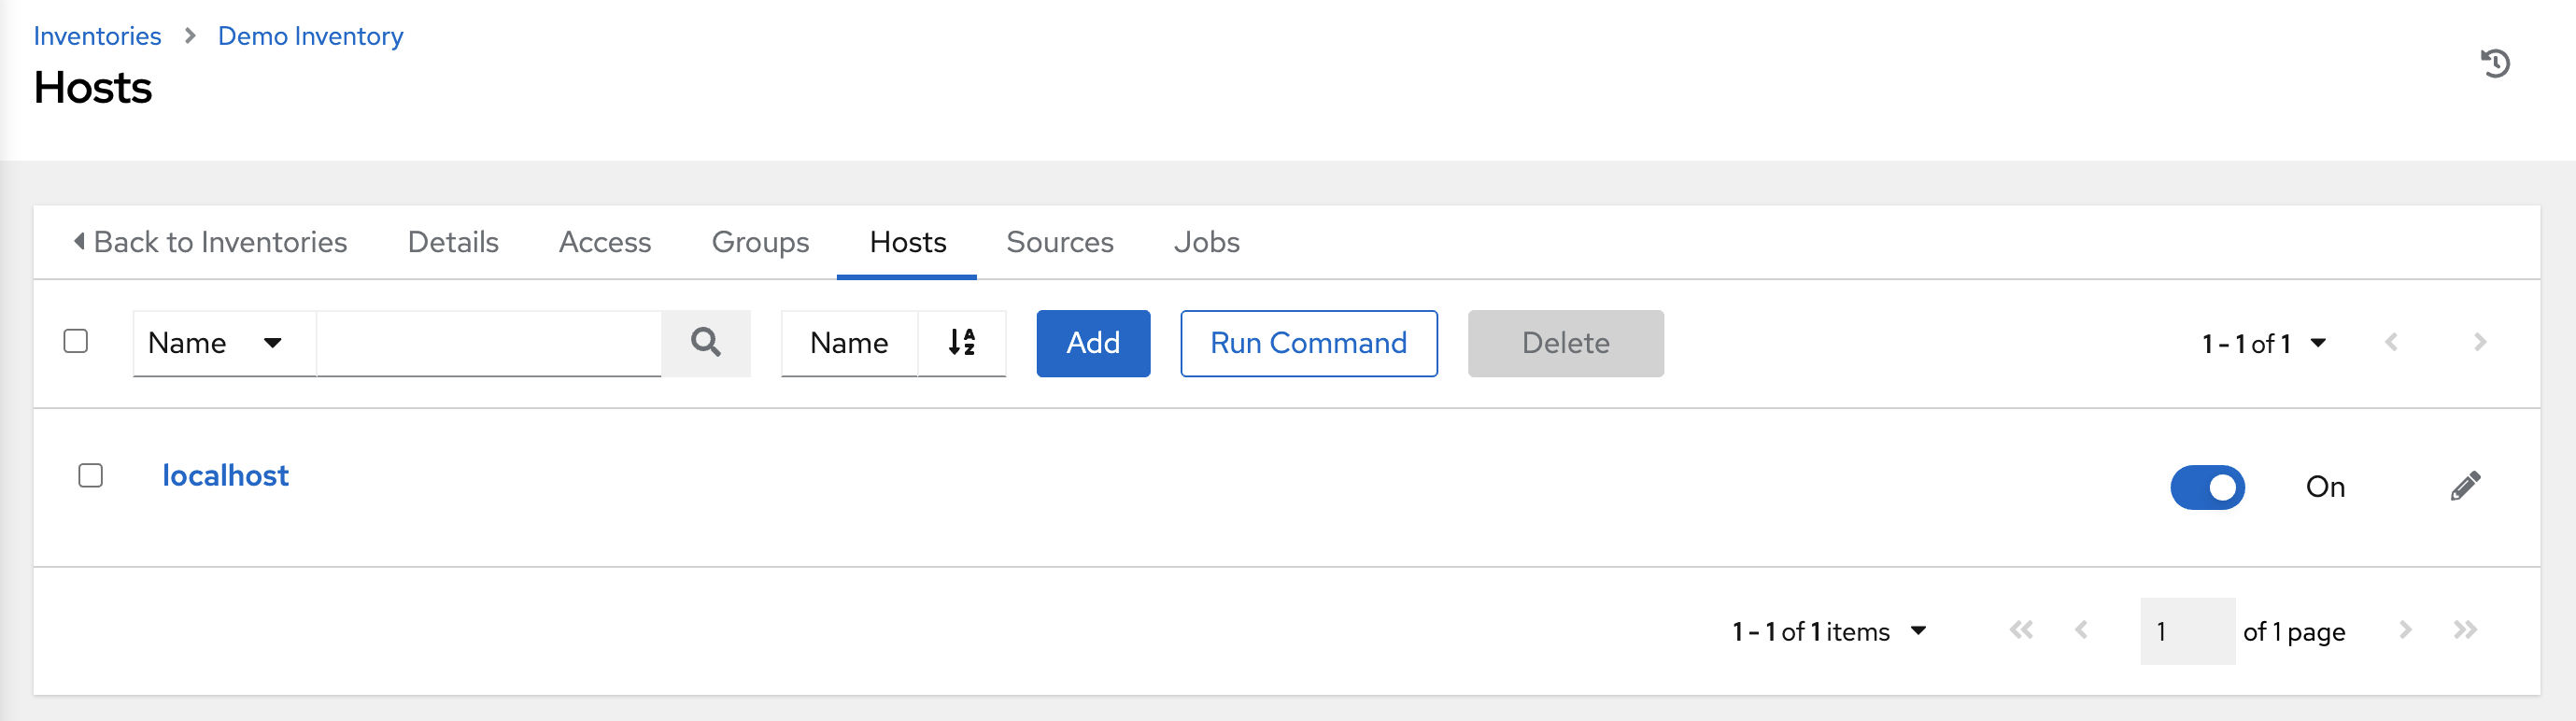 Inventories Demo Inventory
Hosts
Back to Inventories Details Access Groups Hosts Sources Jobs
Name Name Add Run Command Delete 1 - 1 of 1
localhost On
1 - 1 of 1 items 1 of 1 page